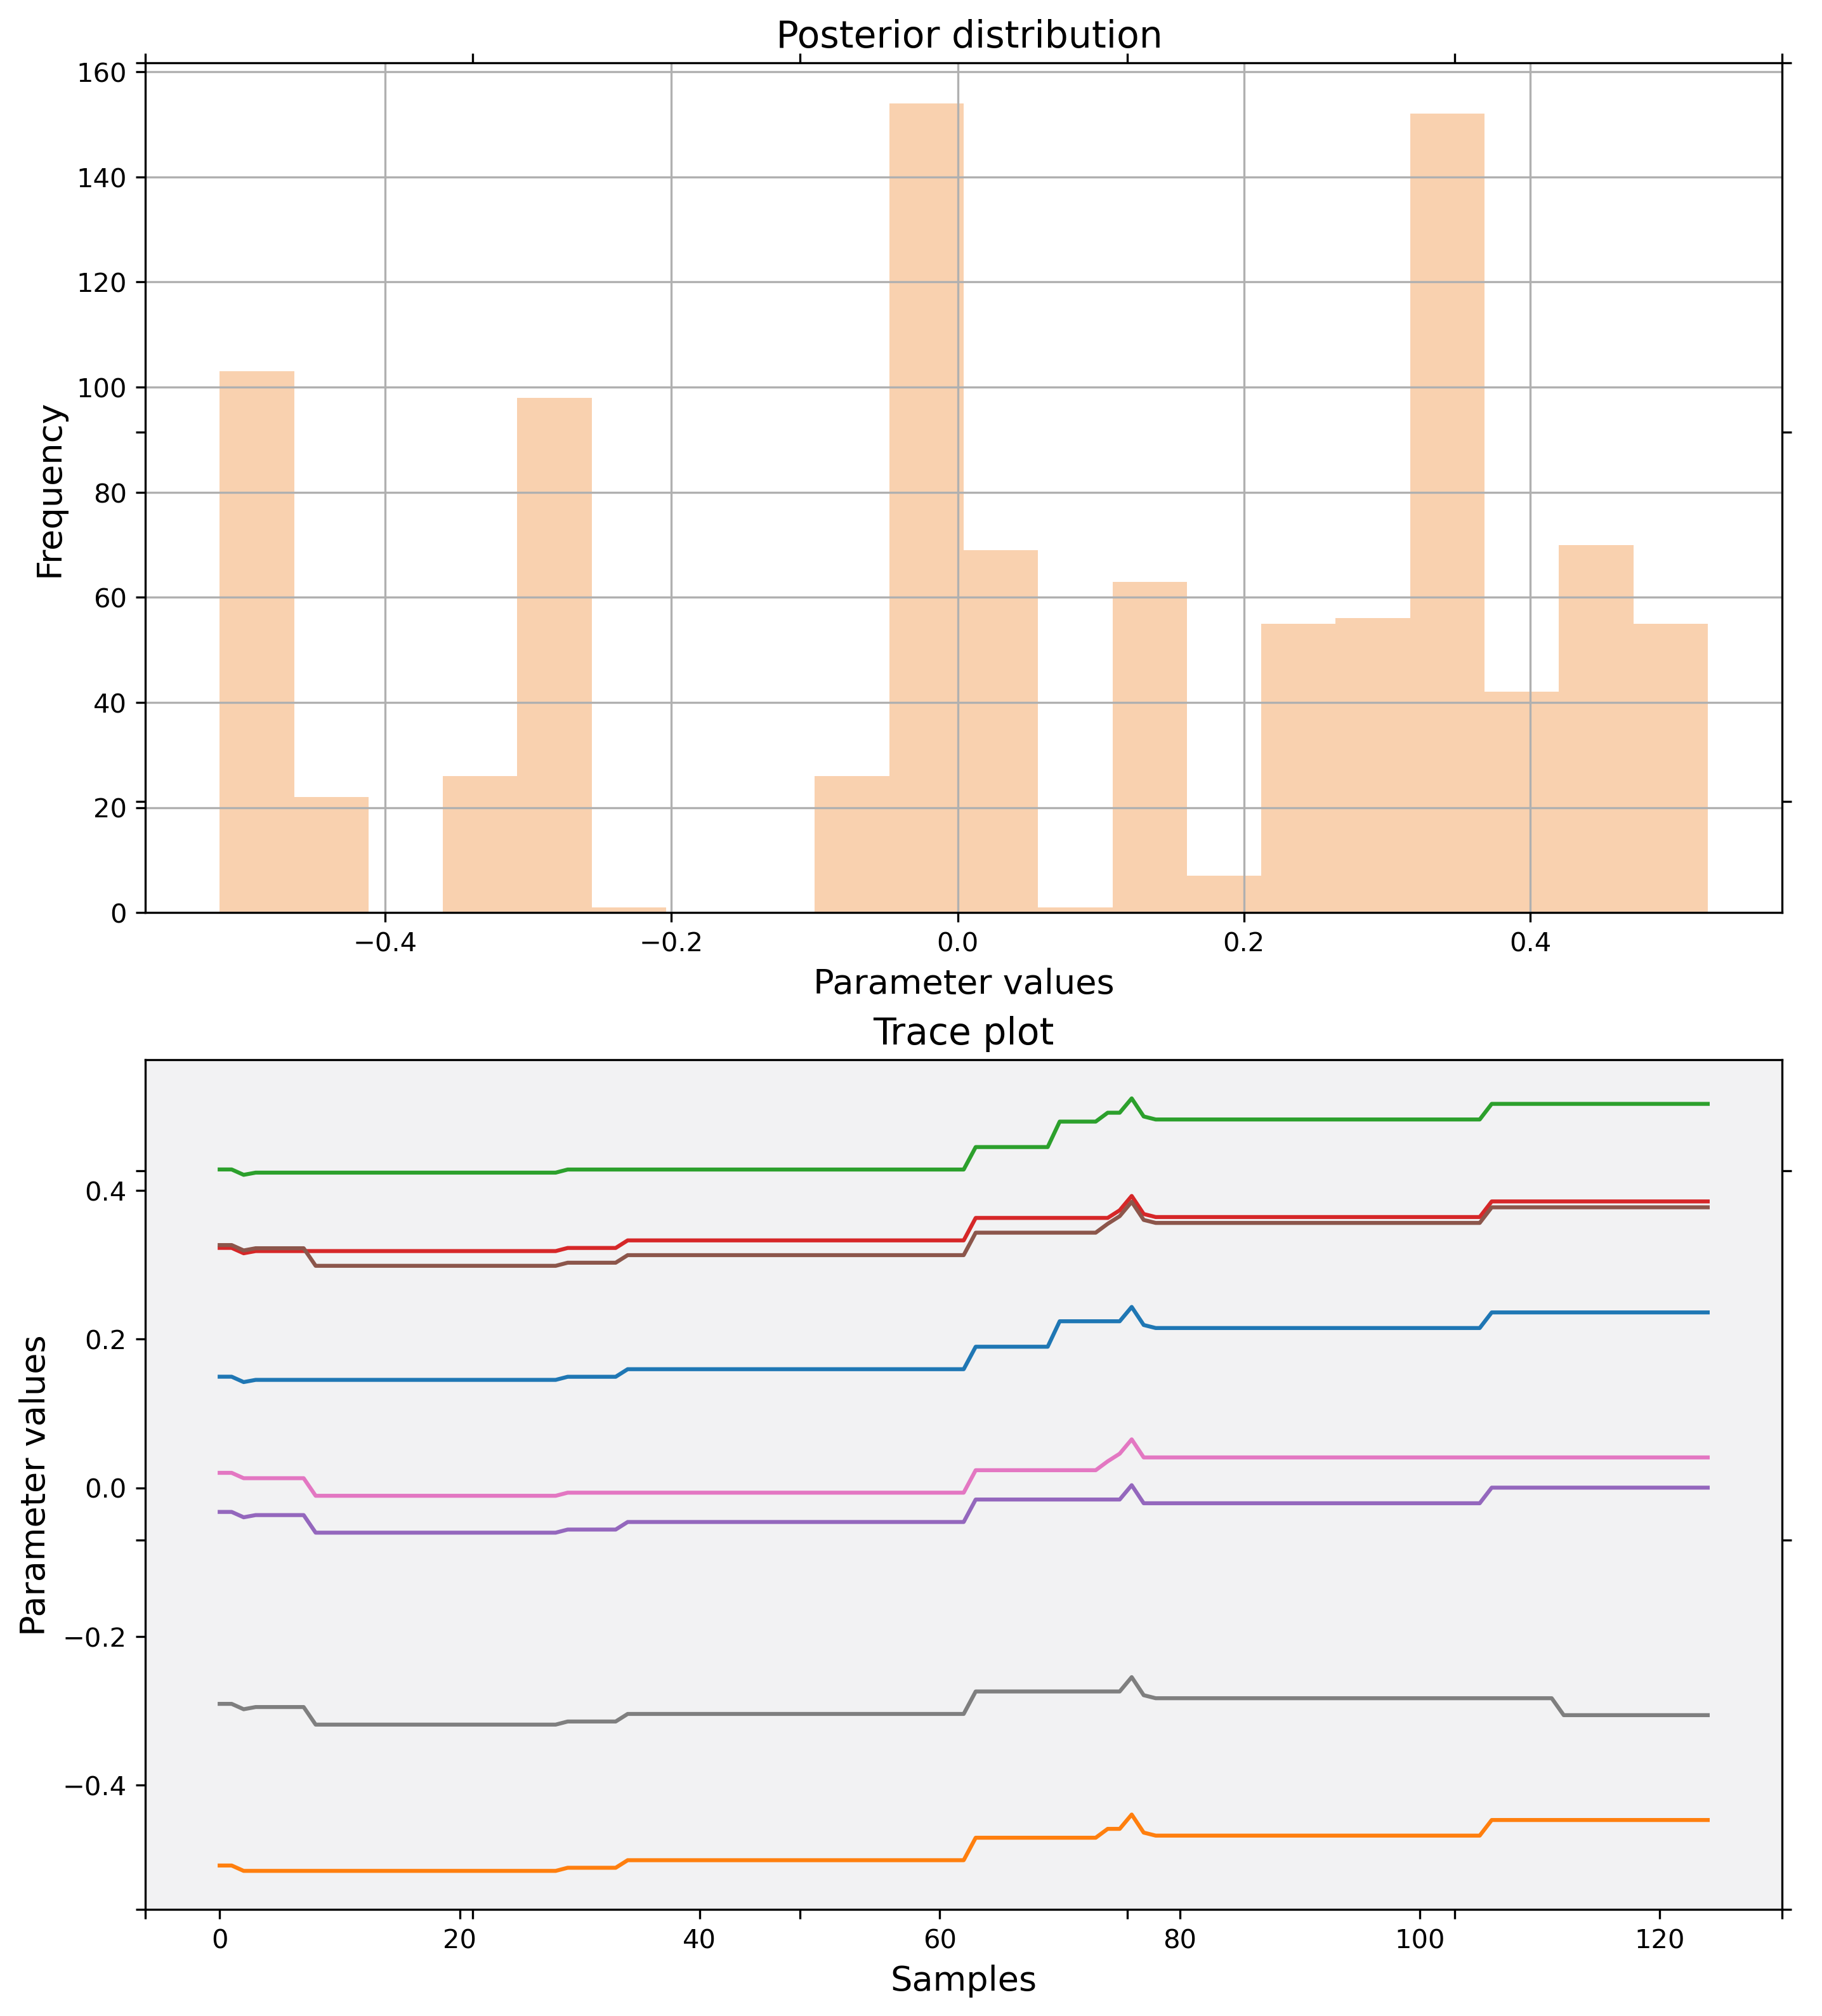 Posterior distribution
160
140
120
100
80
60
40
20
0
Frequency
−0.4 −0.2 0.0 0.2 0.4
Parameter values
Trace plot
0.4
0.2
0.0
−0.2
−0.4
Parameter values
0 20 40 60 80 100 120
Samples